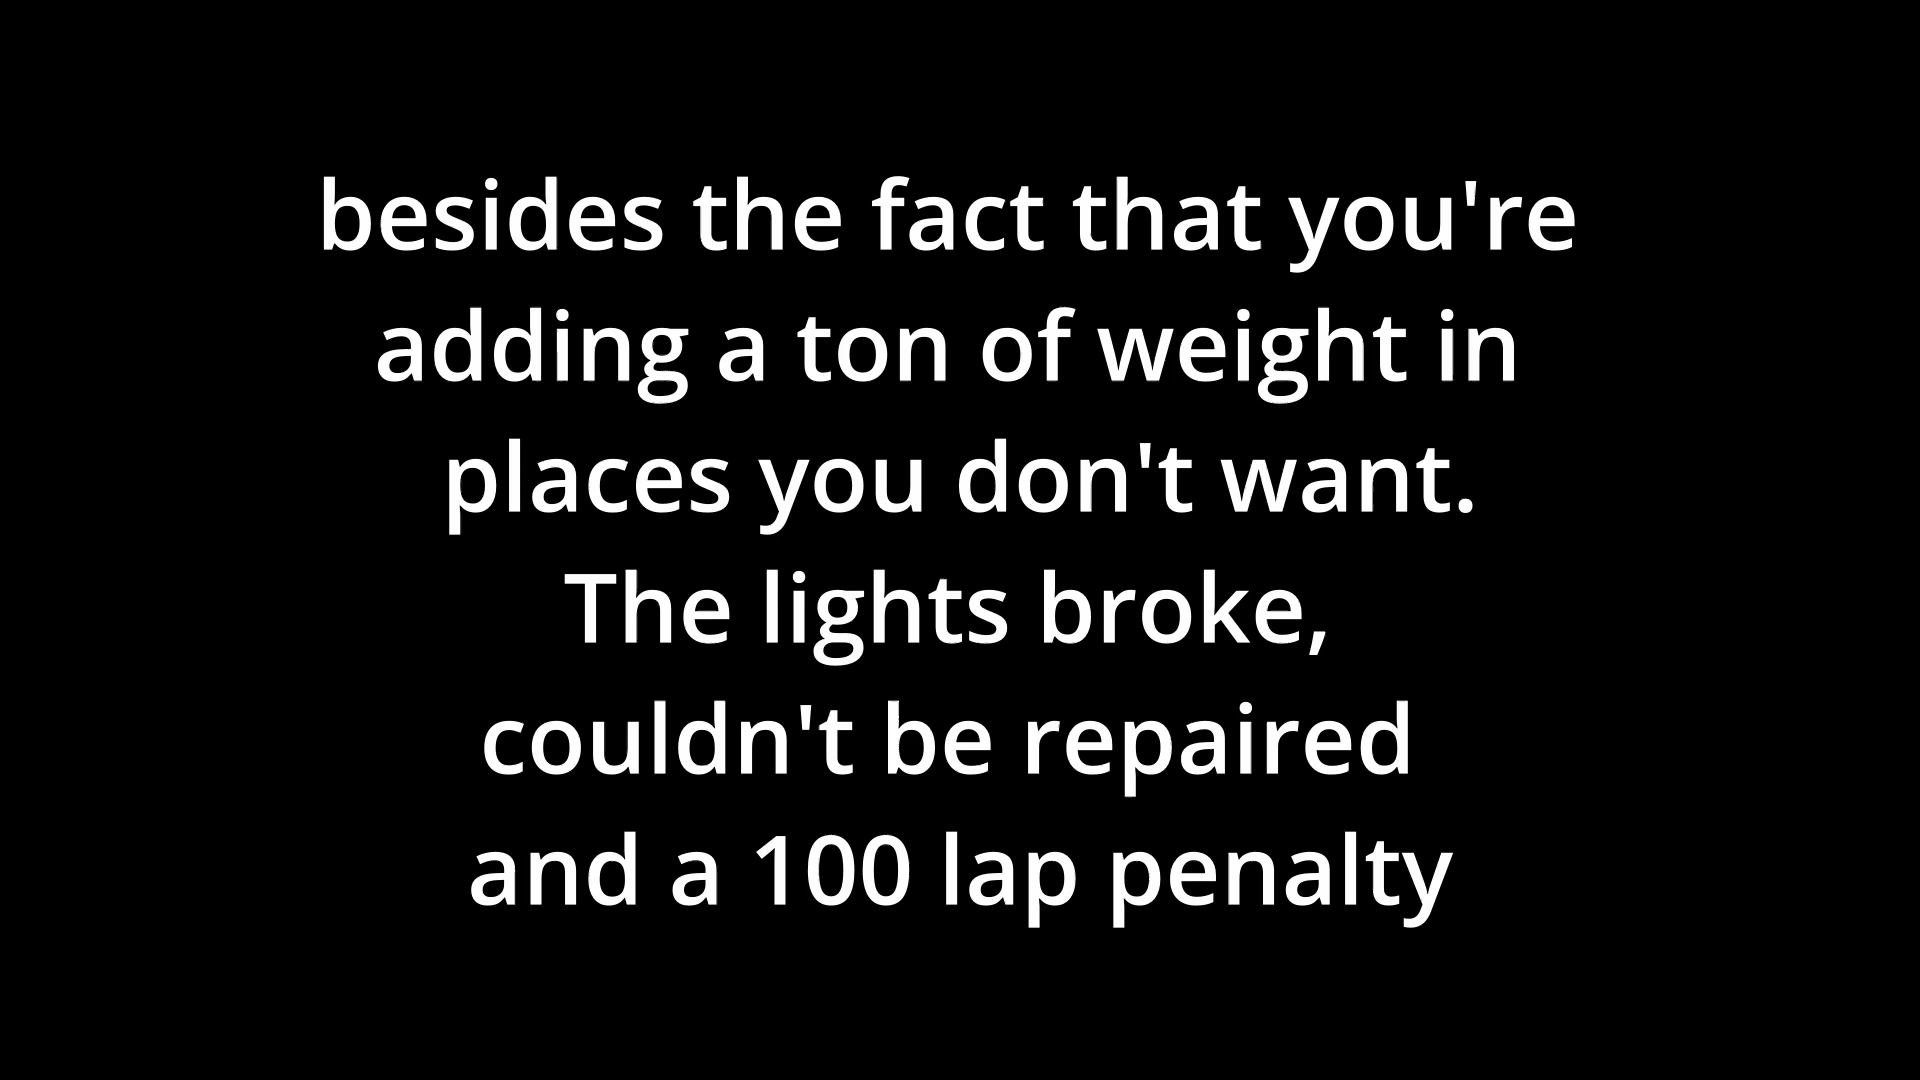 besides the fact that you're
adding a ton of weight in
places you don't want.
The lights broke,
couldn't be repaired
and a 100 lap penalty